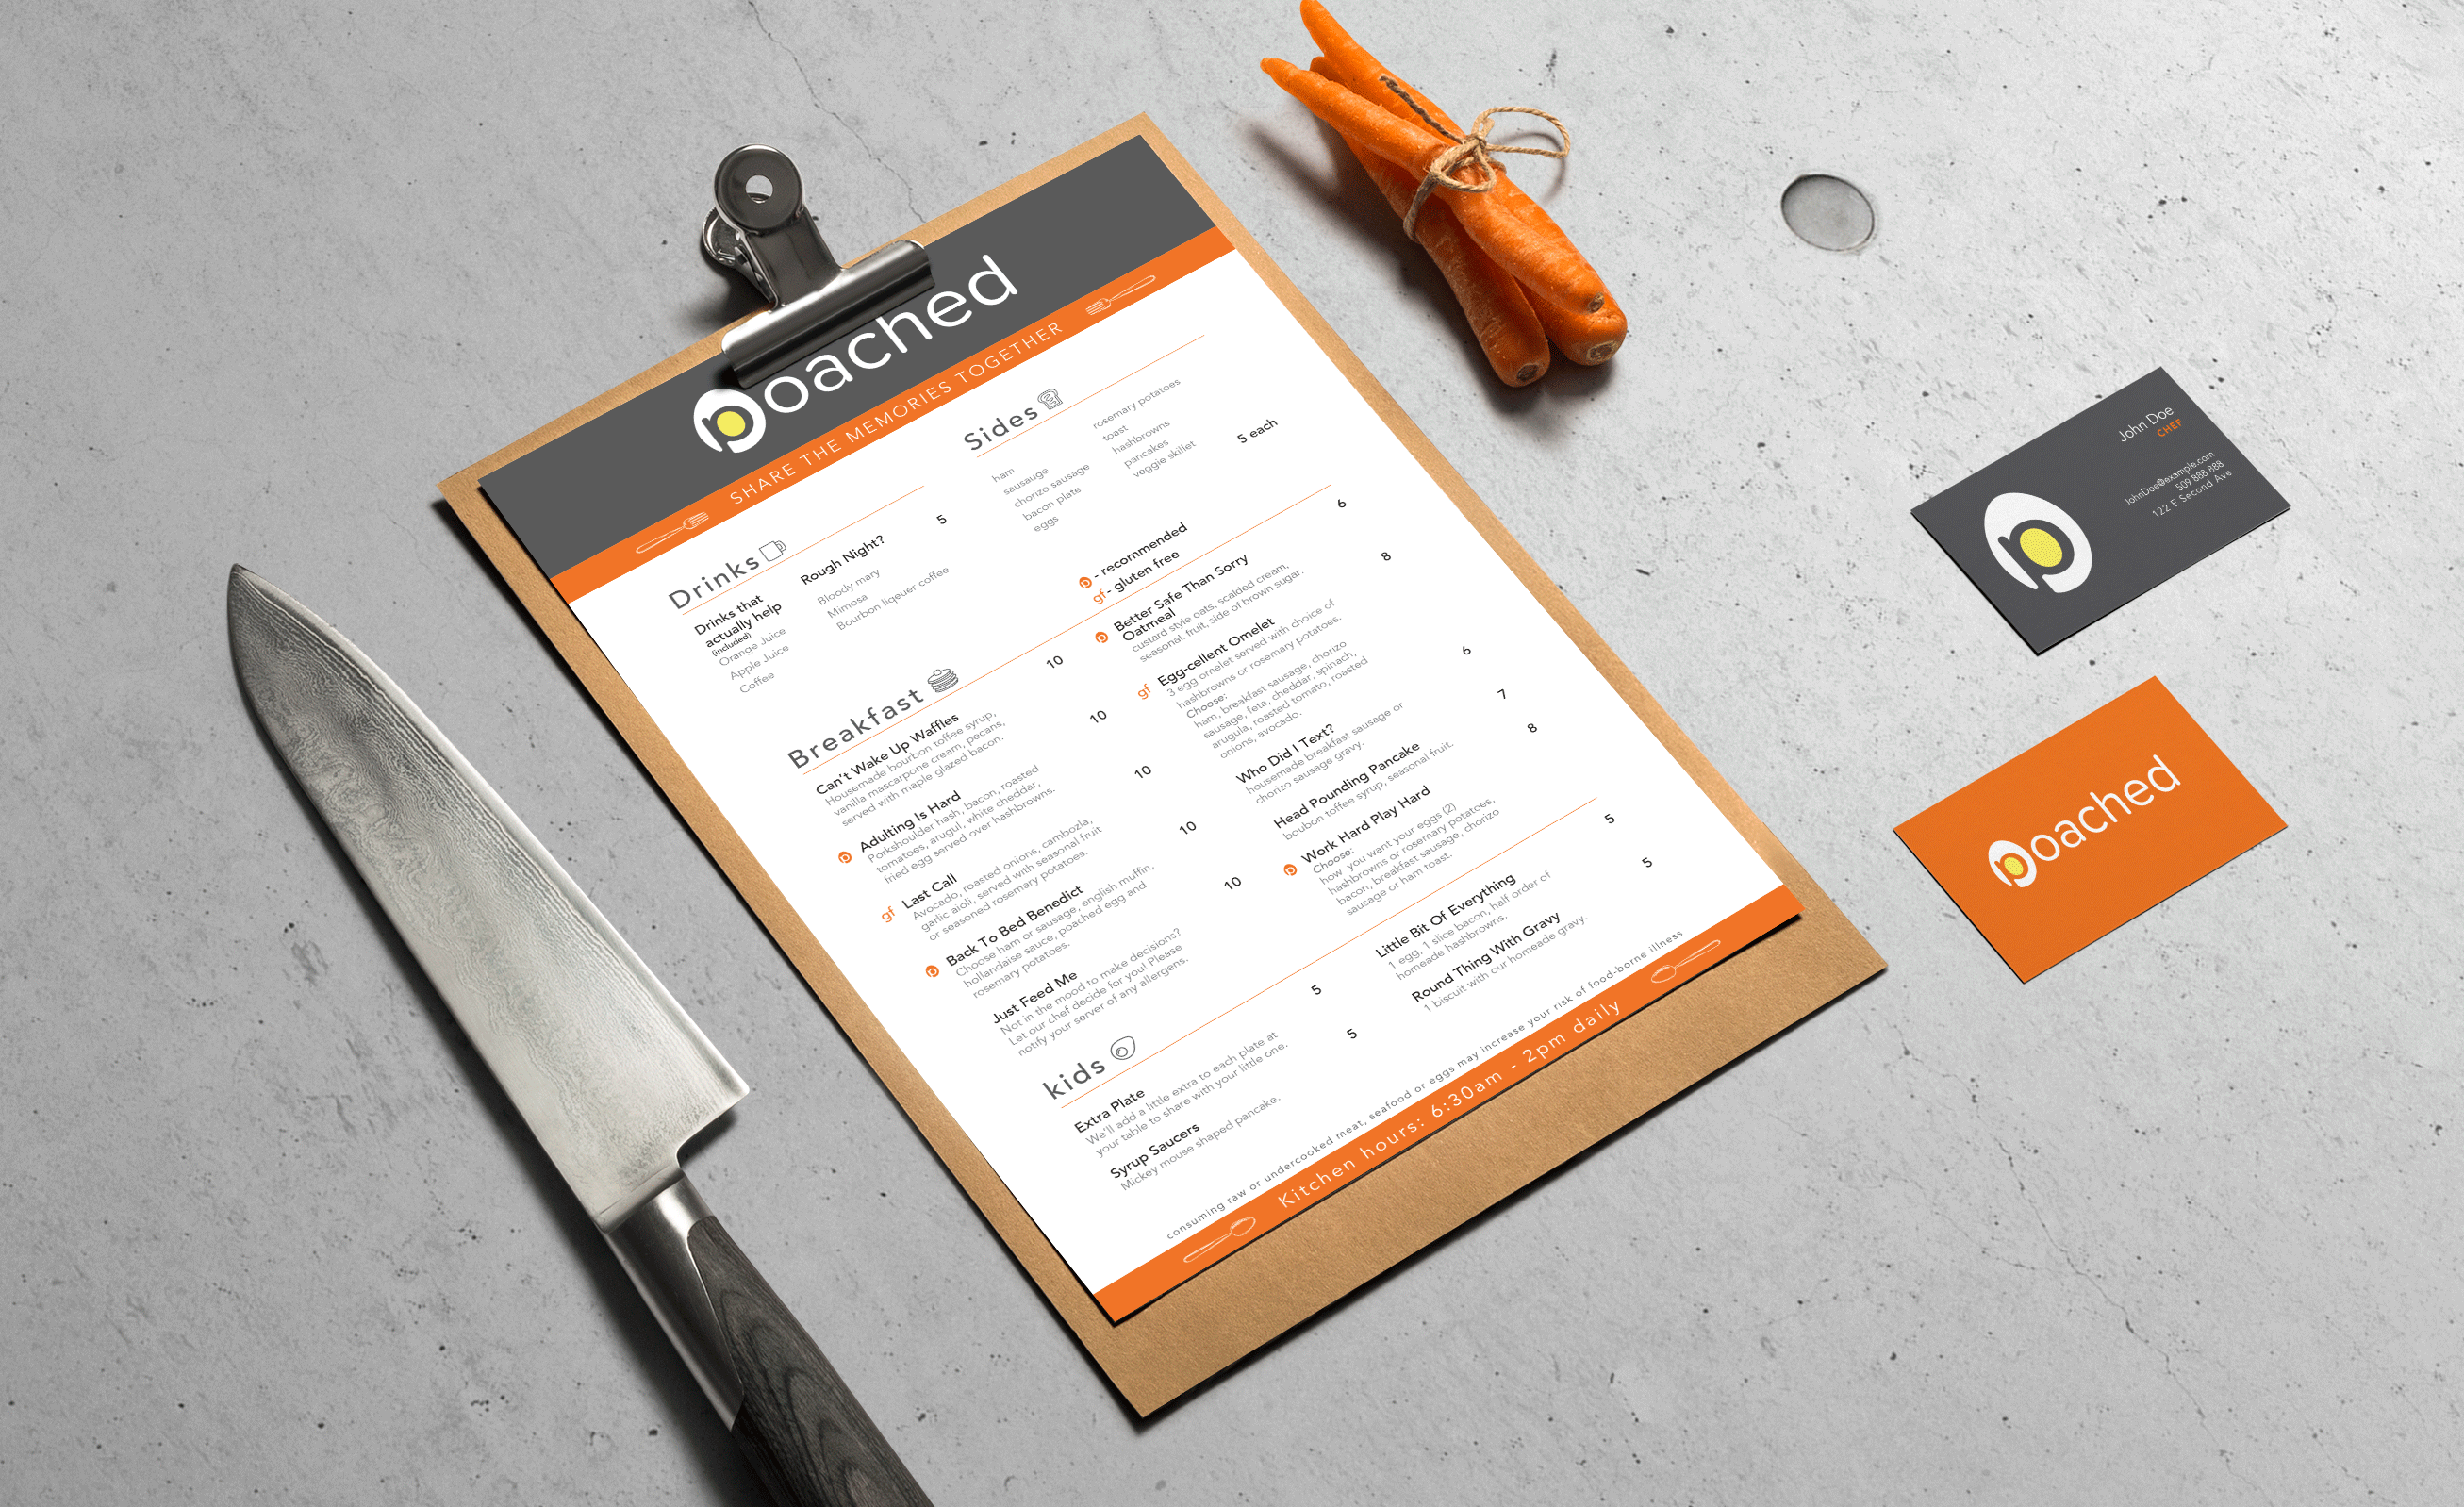 poached
SHARE THE MEMORIES TOGETHER
Drinks
Drinks that
actually help
(included)
Orange Juice
Apple Juice
Coffee
Rough Night?
5
Bloody mary
Mimosa
Bourbon liqeuer coffee
Sides
ham
sausauge
chorizo sausage
bacon plate
eggs
rosemary potatoes
toast
hashbrowns
pancakes
veggie skillet
5 each
p - recommended
gf - gluten free
Breakfast
Can't Wake Up Waffles
10
Housemade bourbon toffee syrup,
vanilla mascarpone cream, pecans,
served with maple glazed bacon.
p Adulting Is Hard
10
Porkshoulder hash, bacon, roasted
tomatoes, arugul, white cheddar,
fried egg served over hashbrowns.
gf Last Call
10
Avocado, roasted onions, cambozla,
garlic aioli, served with seasonal fruit
or seasoned rosemary potatoes.
p Back To Bed Benedict
10
Choose ham or sausage, english muffin,
hollandaise sauce, poached egg and
rosemary potatoes.
Just Feed Me
10
Not in the mood to make decisions?
Let our chef decide for you! Please
notify your server of any allergens.
p Better Safe Than Sorry
Oatmeal
6
custard style oats, scalded cream,
seasonal fruit, side of brown sugar.
gf Egg-cellent Omelet
8
3 egg omelet served with choice of
hashbrowns or rosemary potatoes.
Choose:
ham, breakfast sausage, chorizo
sausage, feta, cheddar, spinach,
arugula, roasted tomato, roasted
onions, avocado.
Who Did I Text?
6
housemade breakfast sausage or
chorizo sausage gravy.
Head Pounding Pancake
7
boubon toffee syrup, seasonal fruit.
p Work Hard Play Hard
8
Choose:
how you want your eggs (2)
hashbrowns or rosemary potatoes,
bacon, breakfast sausage, chorizo
sausage or ham toast.
kids
Extra Plate
5
We'll add a little extra to each plate at
your table to share with your little one.
Syrup Saucers
5
Mickey mouse shaped pancake.
Little Bit Of Everything
5
1 egg, 1 slice bacon, half order of
homeade hashbrowns.
Round Thing With Gravy
5
1 biscuit with our homeade gravy.
consuming raw or undercooked meat, seafood or eggs may increase your risk of food-borne illness
Kitchen hours: 6:30am - 2pm daily
John Doe
CHEF
JohnDoe@example.com
509 888 888
122 E Second Ave
p
poached